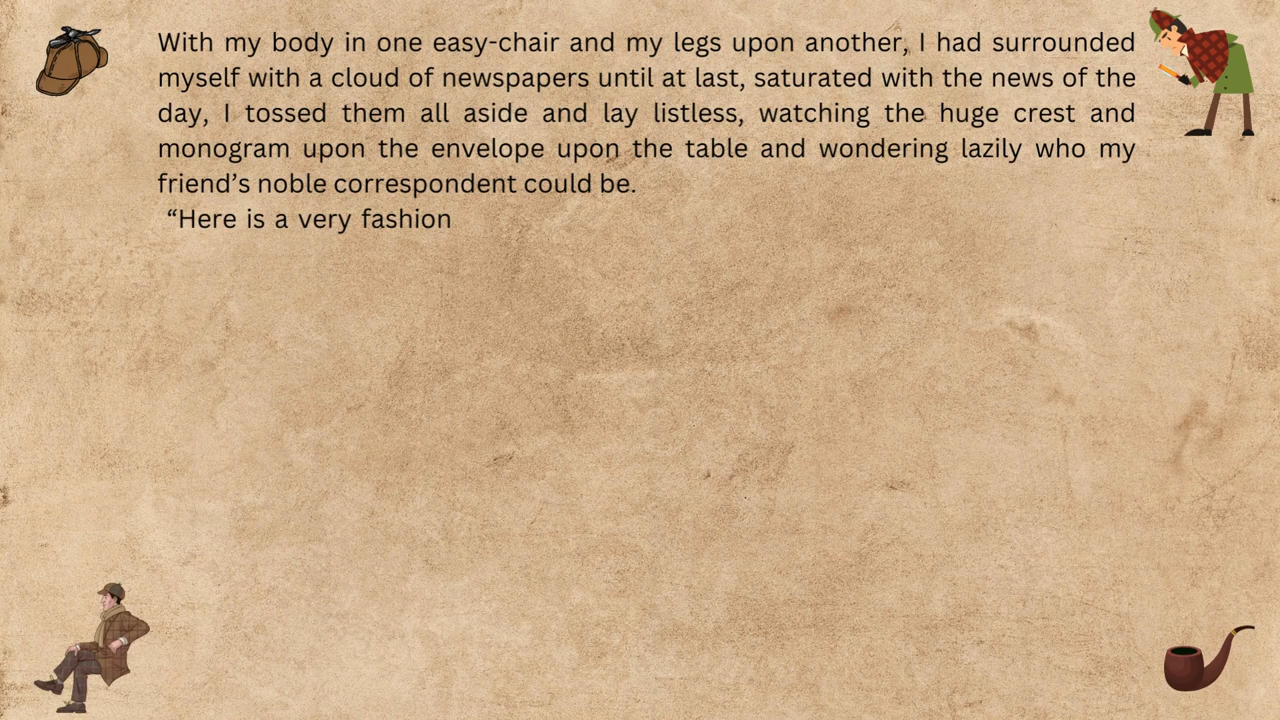 With my body in one easy-chair and my legs upon another, I had surrounded
myself with a cloud of newspapers until at last, saturated with the news of the
day, I tossed them all aside and lay listless, watching the huge crest and
monogram upon the envelope upon the table and wondering lazily who my
friend’s noble correspondent could be.
“Here is a very fashion